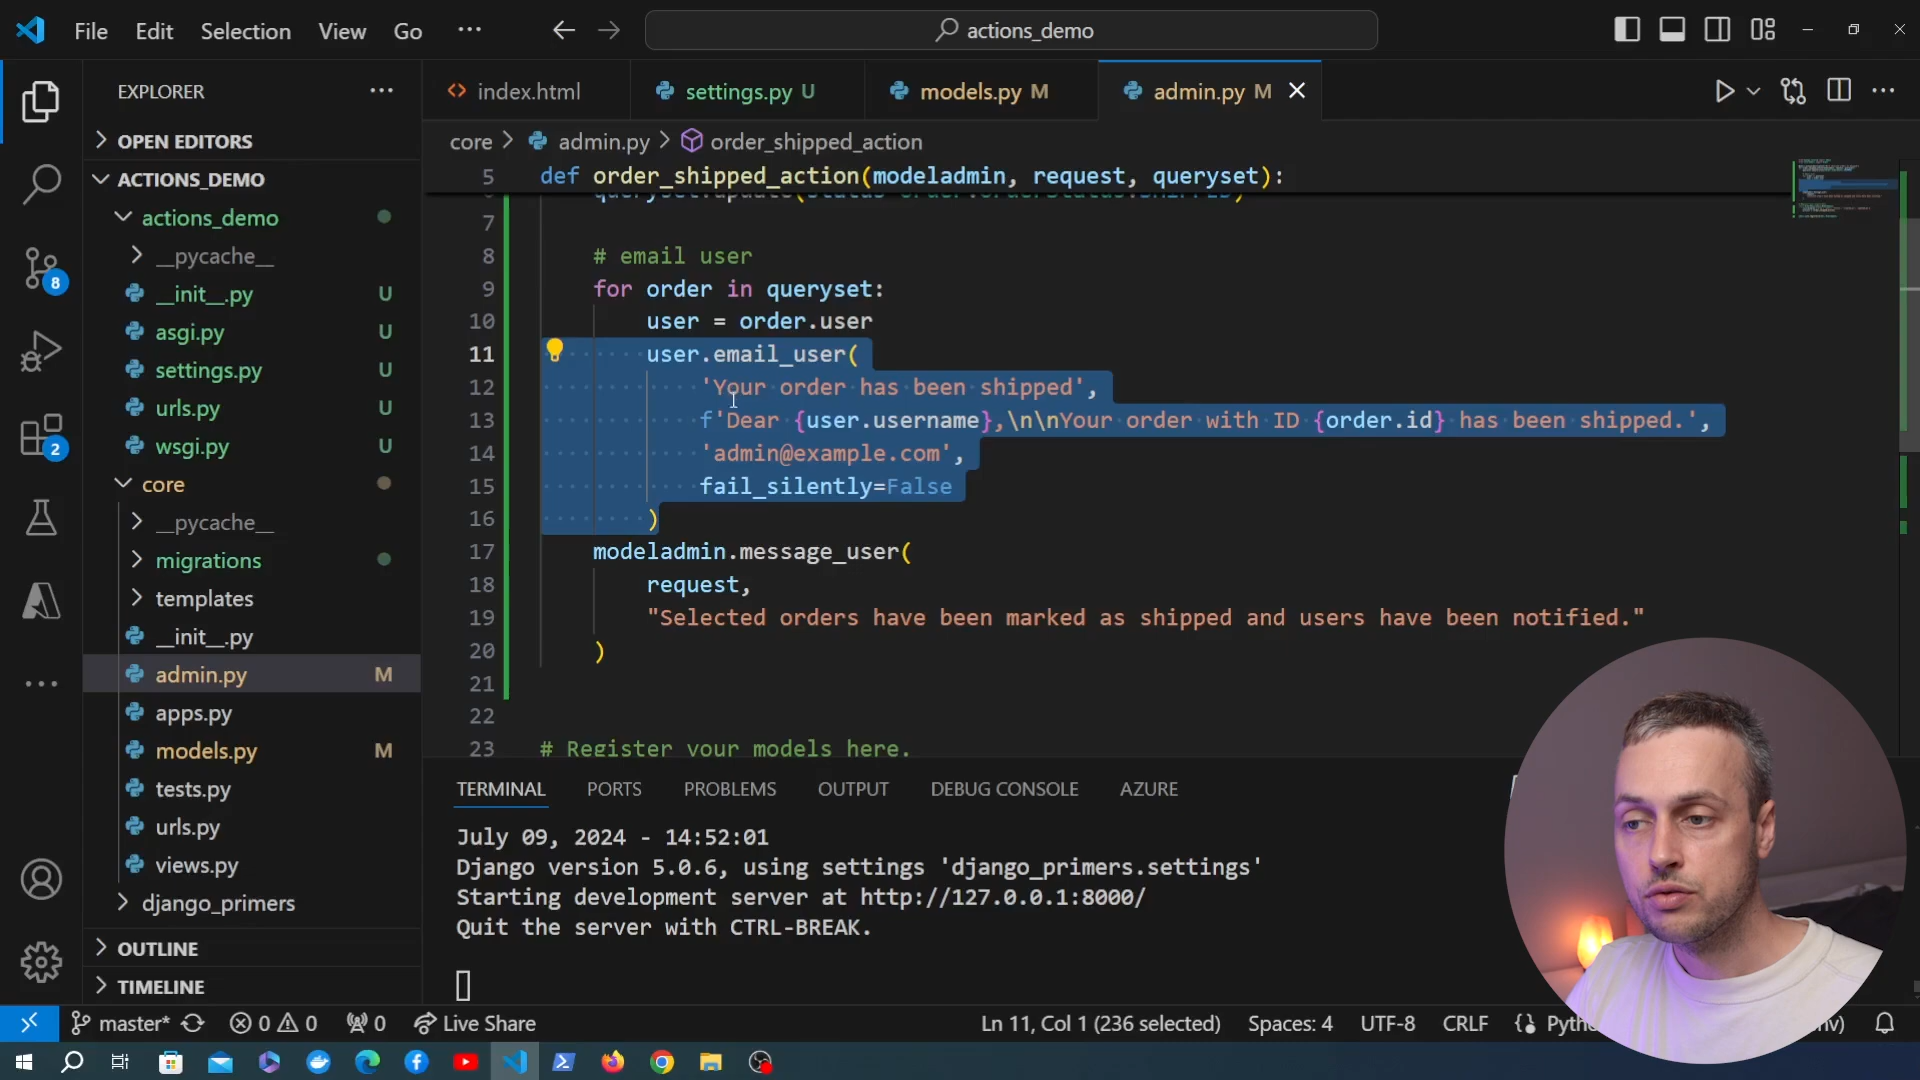 File Edit Selection View Go ··· actions_demo
EXPLORER
OPEN EDITORS
ACTIONS_DEMO
actions_demo
__pycache__
__init__.py U
asgi.py U
settings.py U
urls.py U
wsgi.py U
core
__pycache__
migrations
templates
__init__.py
admin.py M
apps.py
models.py M
tests.py
urls.py
views.py
django_primers
OUTLINE
TIMELINE
8
2
index.html settings.py U models.py M admin.py M
core > admin.py > order_shipped_action
5 def order_shipped_action(modeladmin, request, queryset):
7
8 # email user
9 for order in queryset:
10 user = order.user
11 user.email_user(
12 'Your order has been shipped',
13 f'Dear {user.username},\n\nYour order with ID {order.id} has been shipped.',
14 'admin@example.com',
15 fail_silently=False
16 )
17 modeladmin.message_user(
18 request,
19 "Selected orders have been marked as shipped and users have been notified."
20 )
21
22
23 # Register your models here.
TERMINAL PORTS PROBLEMS OUTPUT DEBUG CONSOLE AZURE
July 09, 2024 - 14:52:01
Django version 5.0.6, using settings 'django_primers.settings'
Starting development server at http://127.0.0.1:8000/
Quit the server with CTRL-BREAK.
master* 0 0 0 Live Share Ln 11, Col 1 (236 selected) Spaces: 4 UTF-8 CRLF